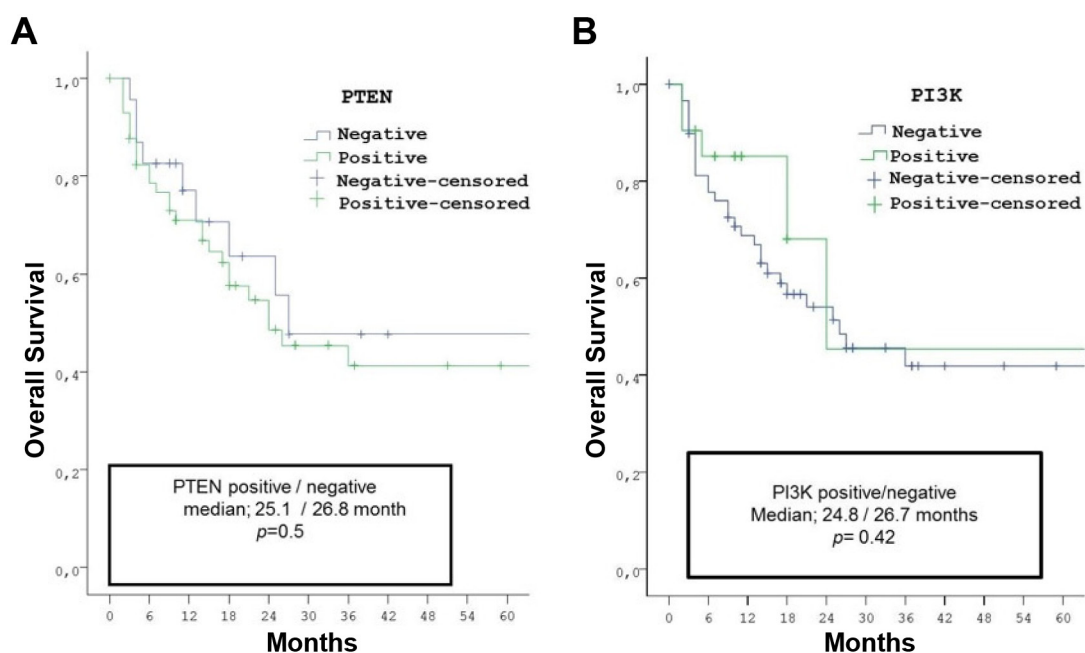 A
Overall Survival
1,0
0,8
0,6
0,4
0,2
0,0
PTEN
Negative
Positive
Negative-censored
Positive-censored
PTEN positive / negative
median; 25.1 / 26.8 month
p=0.5
0 6 12 18 24 30 36 42 48 54 60
Months
B
Overall Survival
1,0
0,8
0,6
0,4
0,2
0,0
PI3K
Negative
Positive
Negative-censored
Positive-censored
PI3K positive/negative
Median; 24.8 / 26.7 months
p= 0.42
0 6 12 18 24 30 36 42 48 54 60
Months